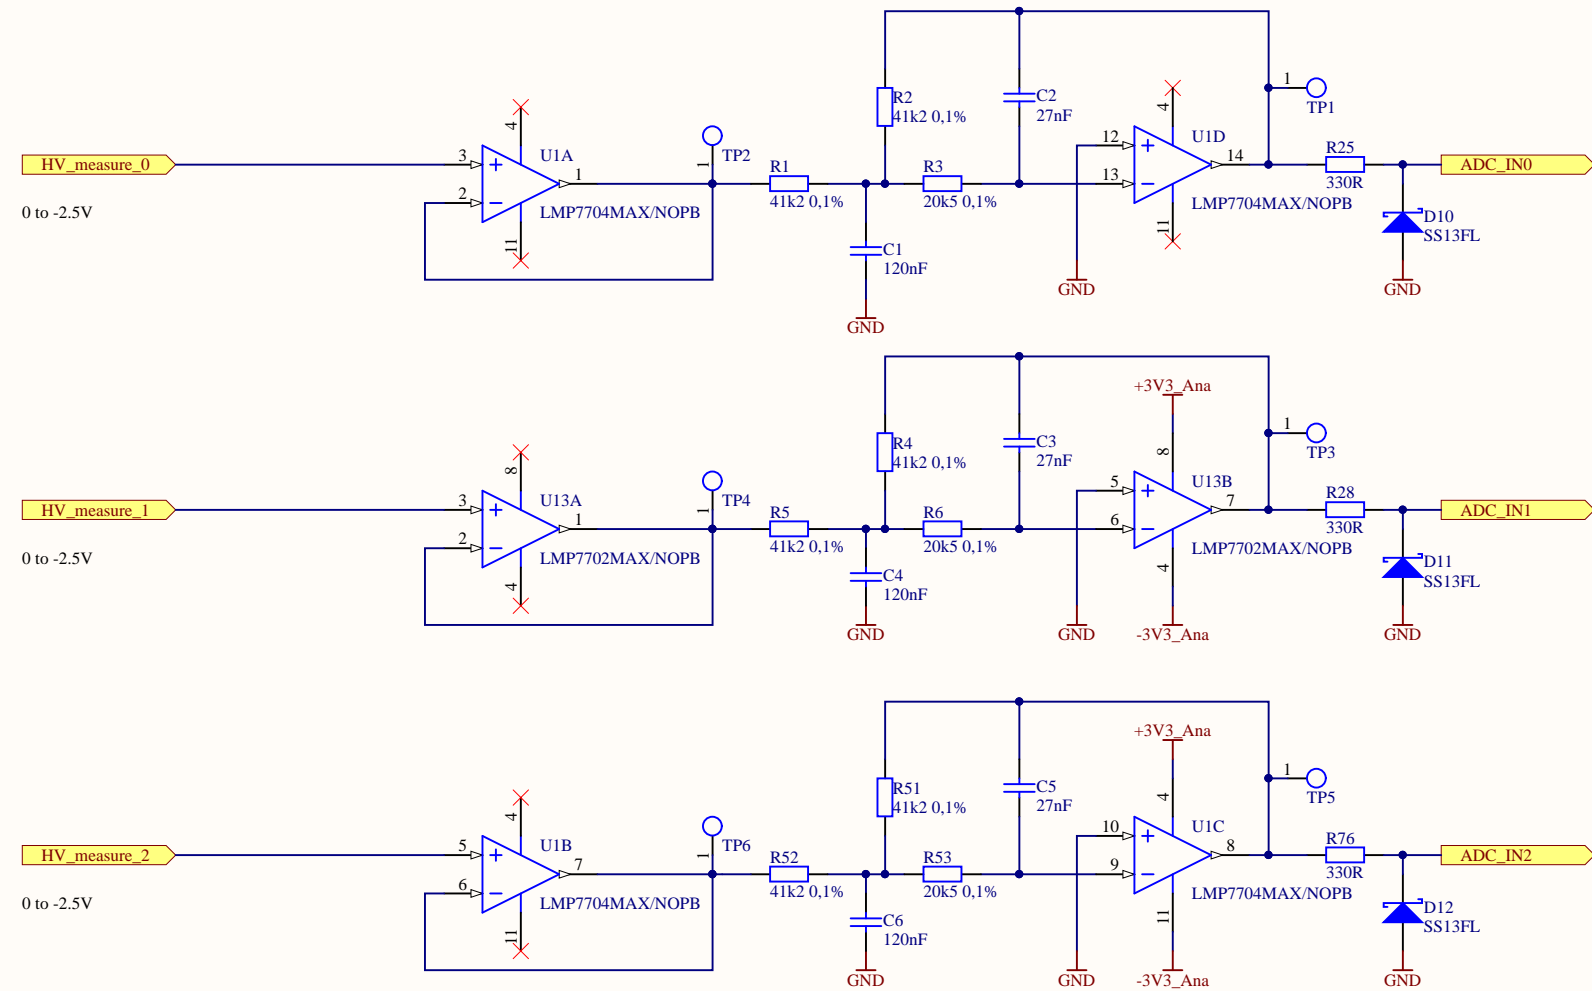 R2
41k2 0,1%
C2
27nF
4
1
TP1
HV_measure_0
0 to -2.5V
3
4
U1A
2
1
LMP7704MAX/NOPB
11
1
TP2
R1
41k2 0,1%
C1
120nF
GND
R3
20k5 0,1%
12
13
U1D
14
LMP7704MAX/NOPB
11
GND
R25
330R
D10
SS13FL
GND
ADC_IN0
+3V3_Ana
R4
41k2 0,1%
C3
27nF
8
1
TP3
HV_measure_1
0 to -2.5V
3
8
U13A
2
1
LMP7702MAX/NOPB
4
1
TP4
R5
41k2 0,1%
C4
120nF
GND
R6
20k5 0,1%
5
6
U13B
7
LMP7702MAX/NOPB
4
GND
-3V3_Ana
R28
330R
D11
SS13FL
GND
ADC_IN1
+3V3_Ana
R51
41k2 0,1%
C5
27nF
4
1
TP5
HV_measure_2
0 to -2.5V
5
4
U1B
6
7
LMP7704MAX/NOPB
11
1
TP6
R52
41k2 0,1%
C6
120nF
GND
R53
20k5 0,1%
10
9
U1C
8
LMP7704MAX/NOPB
11
GND
-3V3_Ana
R76
330R
D12
SS13FL
GND
ADC_IN2